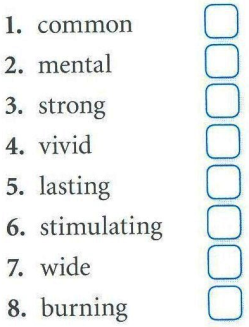 1. common
2. mental
3. strong
4. vivid
5. lasting
6. stimulating
7. wide
8. burning